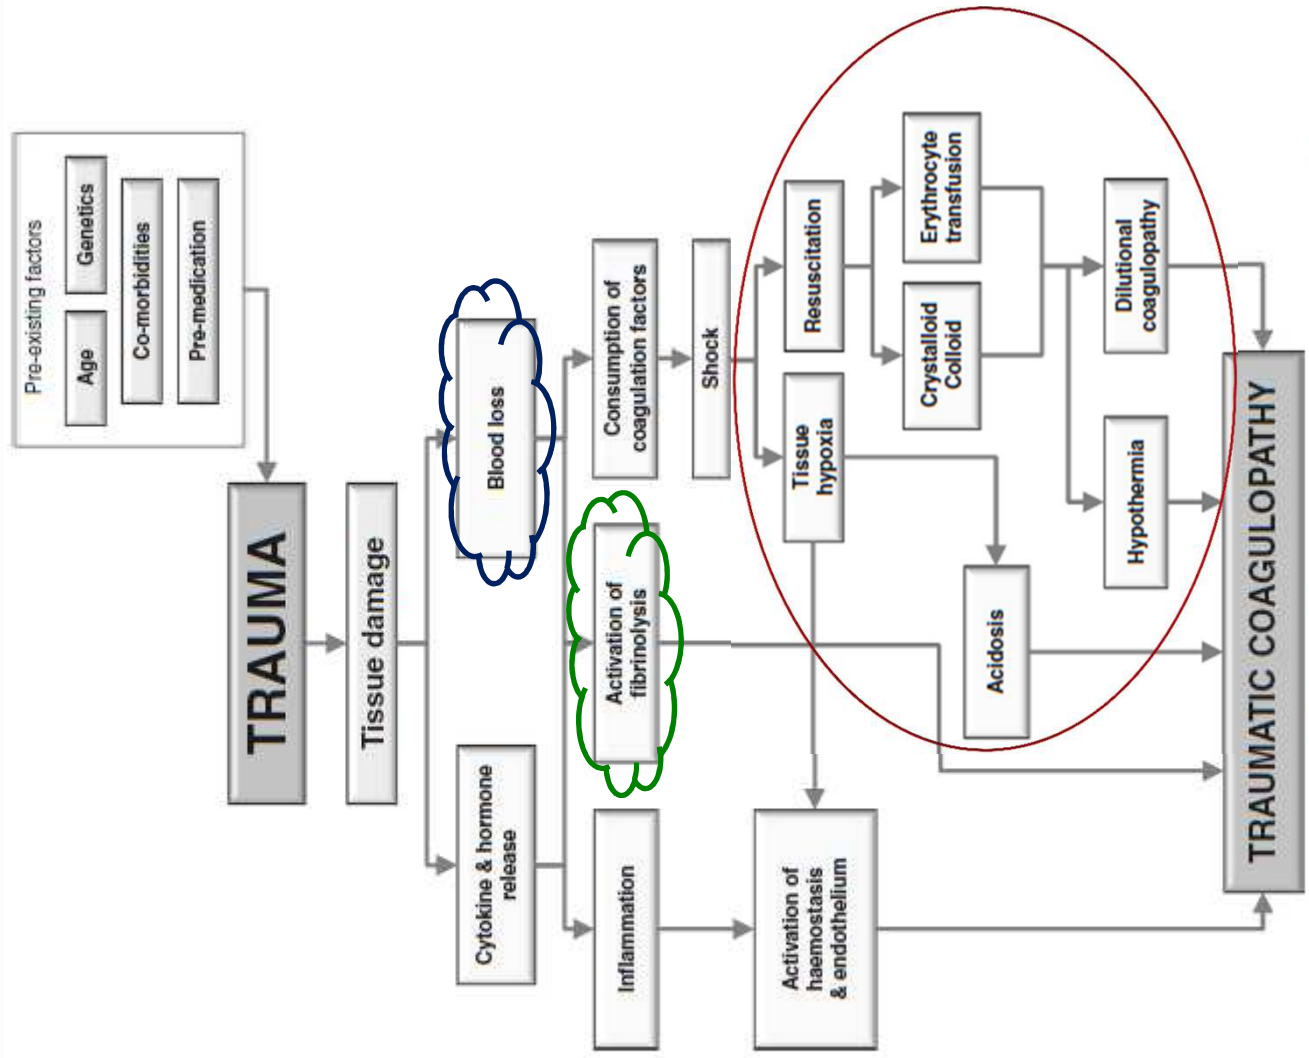 Pre-existing factors
Age
Genetics
Co-morbidities
Pre-medication
TRAUMA
Tissue damage
Cytokine & hormone
release
Blood loss
Inflammation
Activation of
fibrinolysis
Consumption of
coagulation factors
Shock
Activation of
haemostasis
& endothelium
Tissue
hypoxia
Resuscitation
Crystalloid
Colloid
Erythrocyte
transfusion
Acidosis
Hypothermia
Dilutional
coagulopathy
TRAUMATIC COAGULOPATHY